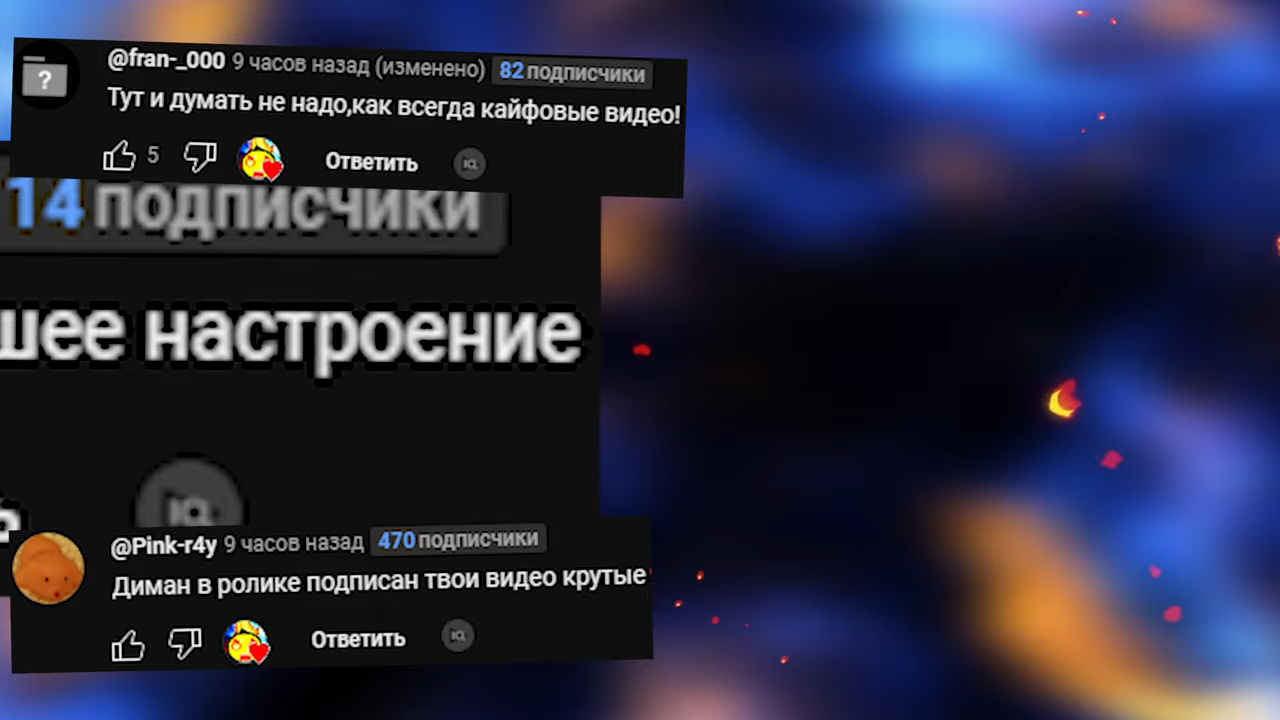 @fran-_000 9 часов назад (изменено) 82 подписчики
Тут и думать не надо,как всегда кайфовые видео!
5 Ответить
14 подписчики
шее настроение
@Pink-r4y 9 часов назад 470 подписчики
Диман в ролике подписан твои видео крутые
Ответить